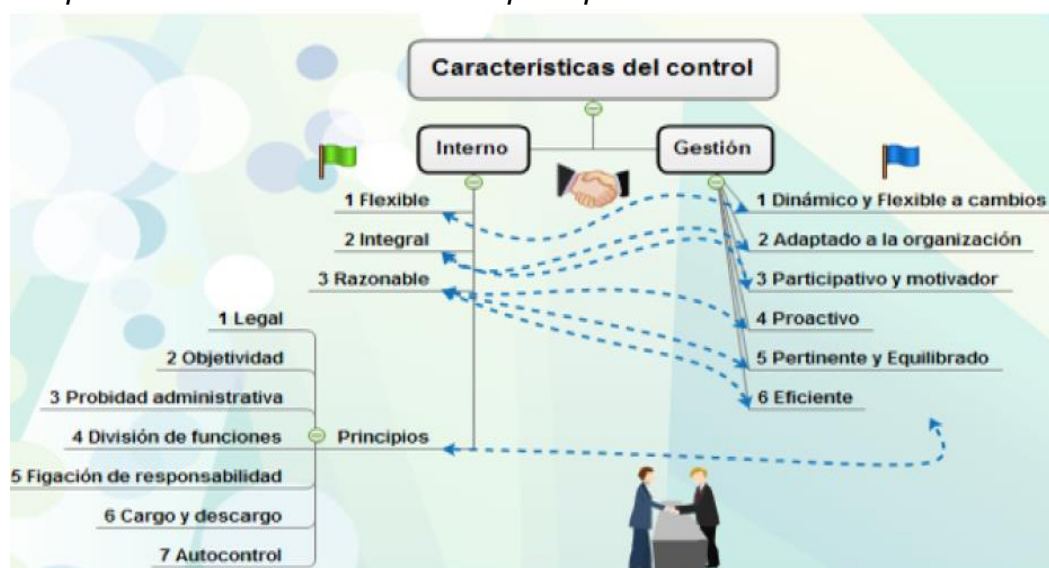 Características del control
Interno
Gestión
1 Flexible
2 Integral
3 Razonable
1 Legal
2 Objetividad
3 Probidad administrativa
4 División de funciones
5 Figación de responsabilidad
6 Cargo y descargo
7 Autocontrol
Principios
1 Dinámico y Flexible a cambios
2 Adaptado a la organización
3 Participativo y motivador
4 Proactivo
5 Pertinente y Equilibrado
6 Eficiente